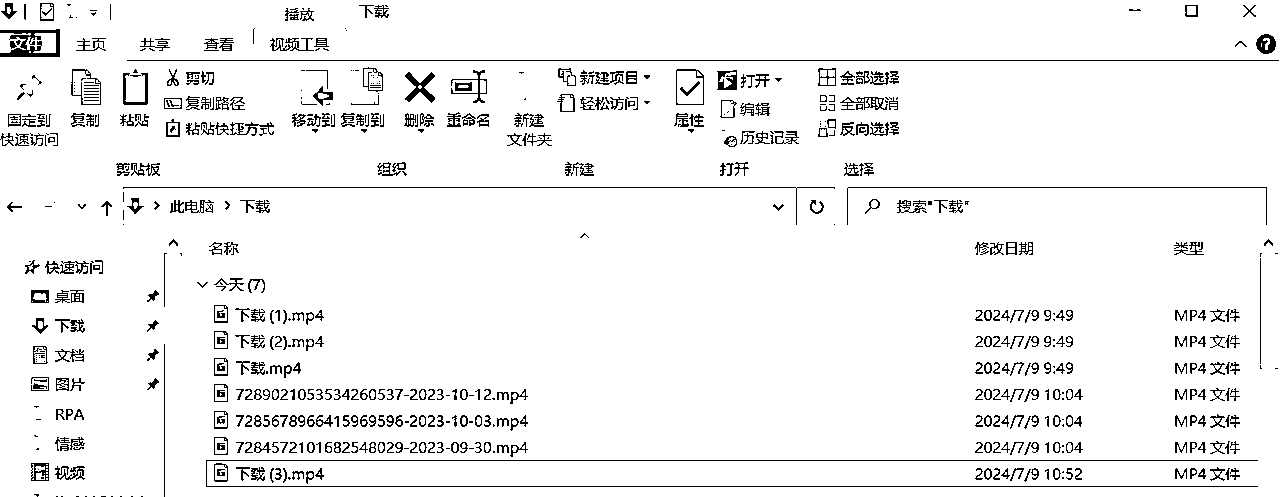 播放 下载
文件 主页 共享 查看 视频工具
固定到快速访问
复制
粘贴
剪切
复制路径
粘贴快捷方式
移动到
复制到
删除
重命名
新建文件夹
新建项目
轻松访问
属性
打开
编辑
历史记录
全部选择
全部取消
反向选择
剪贴板 组织 新建 打开 选择
此电脑 下载 搜索"下载"
名称 修改日期 类型
快速访问
桌面
下载
文档
图片
RPA
情感
视频
今天 (7)
下载 (1).mp4 2024/7/9 9:49 MP4 文件
下载 (2).mp4 2024/7/9 9:49 MP4 文件
下载.mp4 2024/7/9 9:49 MP4 文件
7289021053534260537-2023-10-12.mp4 2024/7/9 10:04 MP4 文件
7285678966415969596-2023-10-03.mp4 2024/7/9 10:04 MP4 文件
7284572101682548029-2023-09-30.mp4 2024/7/9 10:04 MP4 文件
下载 (3).mp4 2024/7/9 10:52 MP4 文件